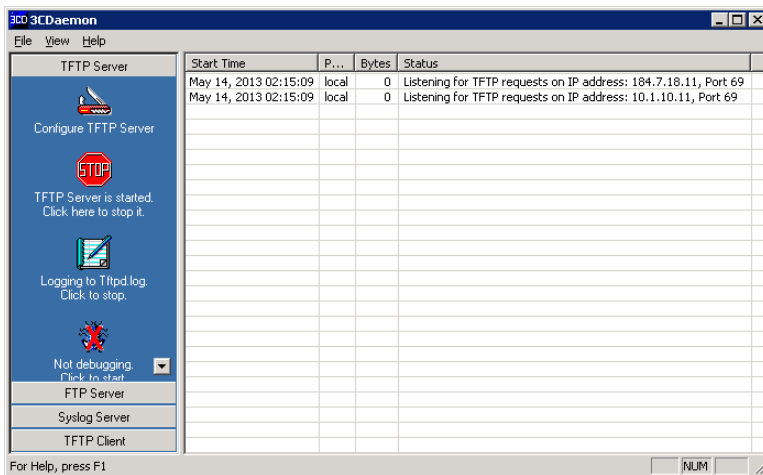 3CD 3CDaemon
File View Help
TFTP Server
Configure TFTP Server
STOP
TFTP Server is started.
Click here to stop it.
Logging to Tftpd.log.
Click to stop.
Not debugging.
Click to start
FTP Server
Syslog Server
TFTP Client
Start Time P... Bytes Status
May 14, 2013 02:15:09 local 0 Listening for TFTP requests on IP address: 184.7.18.11, Port 69
May 14, 2013 02:15:09 local 0 Listening for TFTP requests on IP address: 10.1.10.11, Port 69
For Help, press F1
NUM